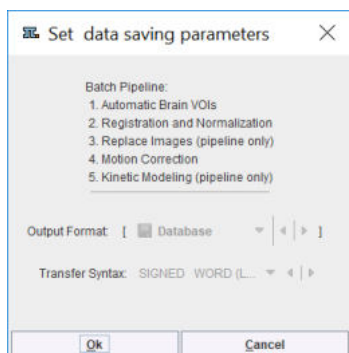 Set data saving parameters
Batch Pipeline:
1. Automatic Brain VOIs
2. Registration and Normalization
3. Replace Images (pipeline only)
4. Motion Correction
5. Kinetic Modeling (pipeline only)
Output Format: [ Database ]
Transfer Syntax: SIGNED WORD (L...
Ok Cancel